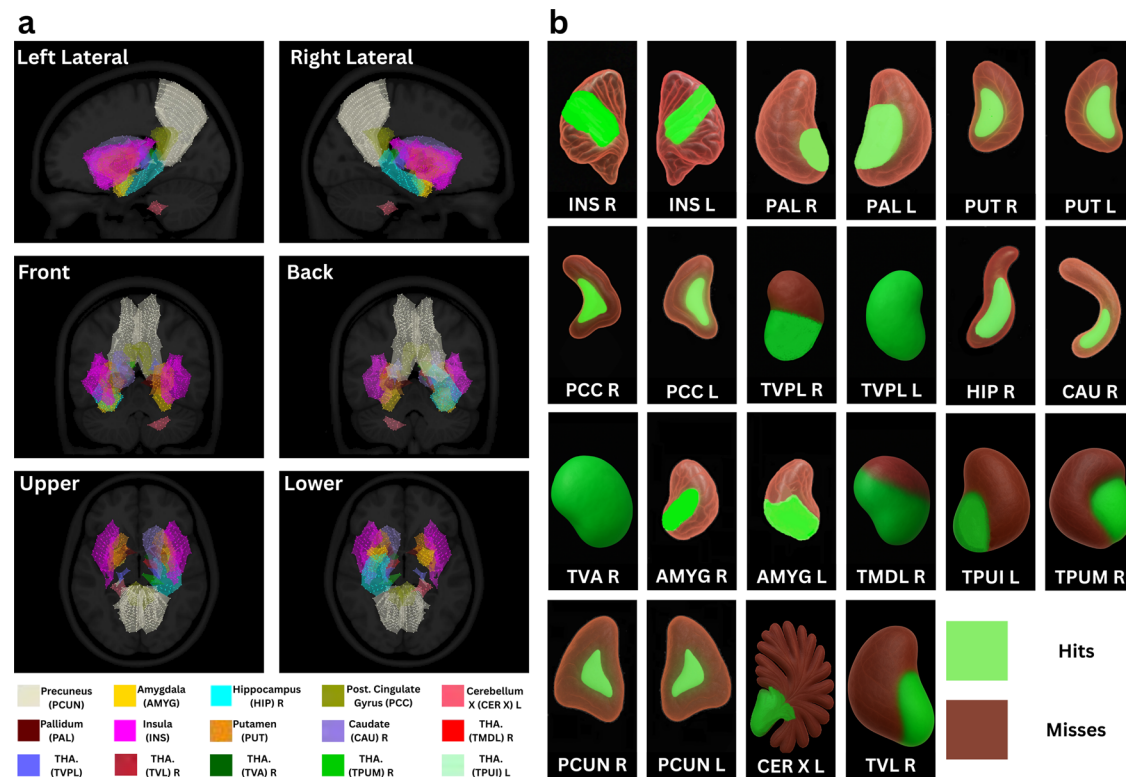 a
b
Left Lateral
Right Lateral
Front
Back
Upper
Lower
Precuneus
(PCUN)
Amygdala
(AMYG)
Hippocampus
(HIP) R
Post. Cingulate
Gyrus (PCC)
Cerebellum
X (CER X) L
Pallidum
(PAL)
Insula
(INS)
Putamen
(PUT)
Caudate
(CAU) R
THA.
(TMDL) R
THA.
(TVPL)
THA.
(TVL) R
THA.
(TVA) R
THA.
(TPUM) R
THA.
(TPUI) L
INS R
INS L
PAL R
PAL L
PUT R
PUT L
PCC R
PCC L
TVPL R
TVPL L
HIP R
CAU R
TVA R
AMYG R
AMYG L
TMDL R
TPUI L
TPUM R
PCUN R
PCUN L
CER X L
TVL R
Hits
Misses